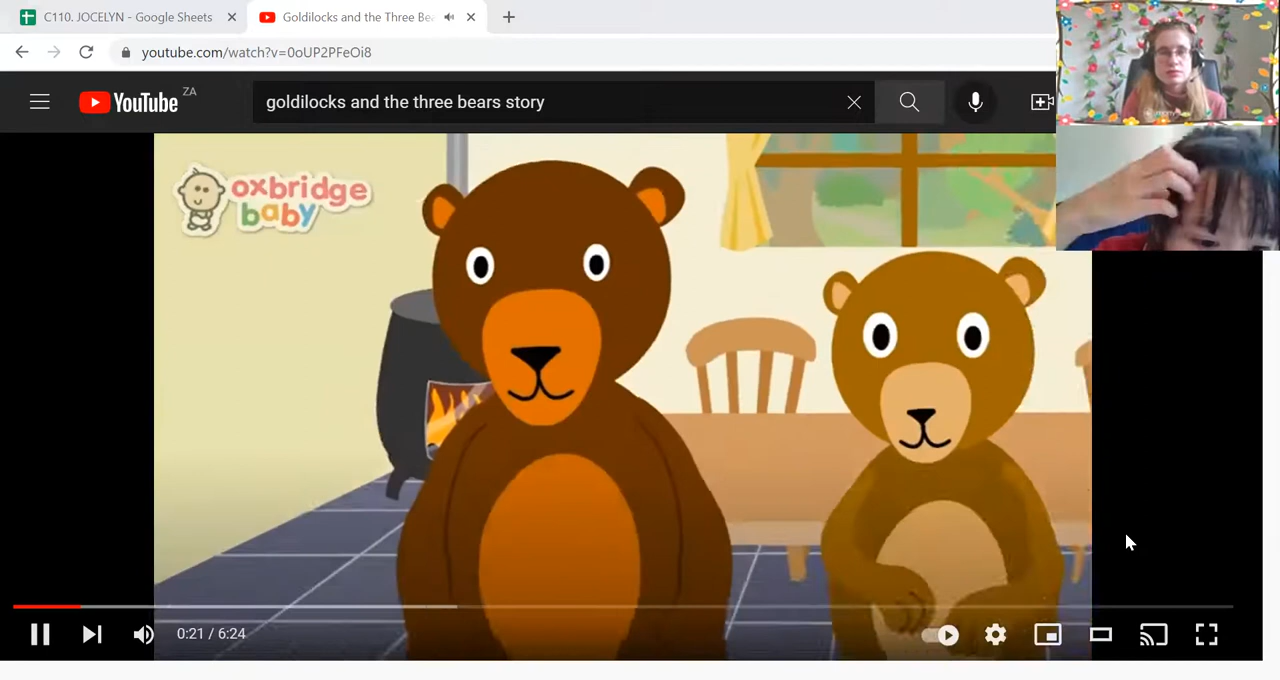 C110. JOCELYN - Google Sheets
Goldilocks and the Three Bea
youtube.com/watch?v=0oUP2PFeOi8
YouTube ZA
goldilocks and the three bears story
oxbridge
baby
0:21 / 6:24